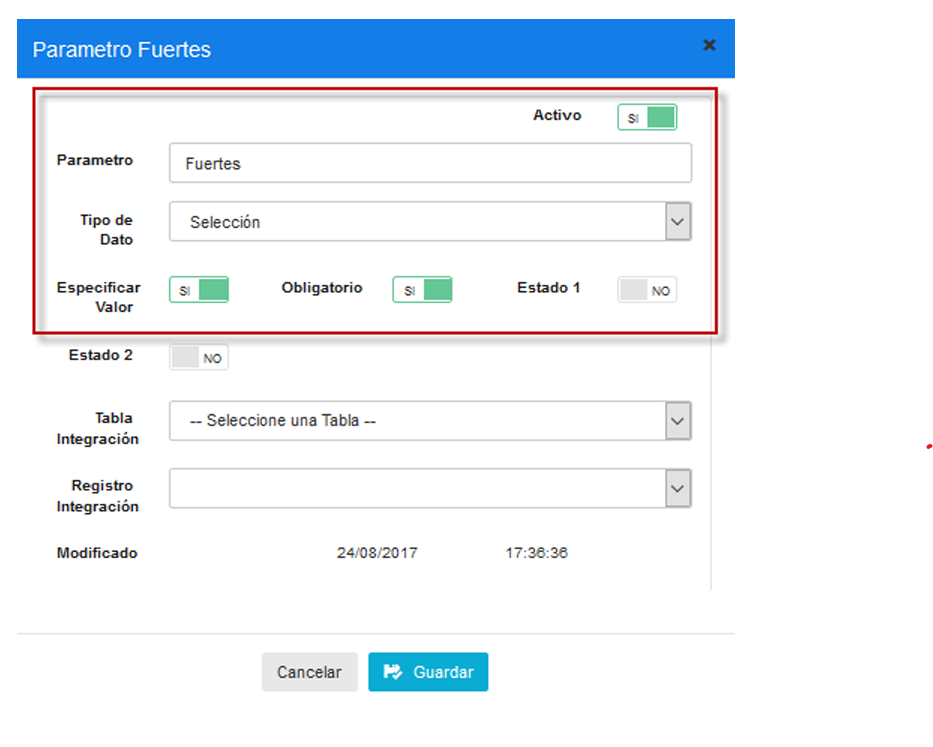 Parametro Fuertes
Activo SI
Parametro Fuertes
Tipo de Selección
Dato
Especificar SI Obligatorio SI Estado 1 NO
Valor
Estado 2 NO
Tabla -- Seleccione una Tabla --
Integración
Registro
Integración
Modificado 24/08/2017 17:36:36
Cancelar Guardar